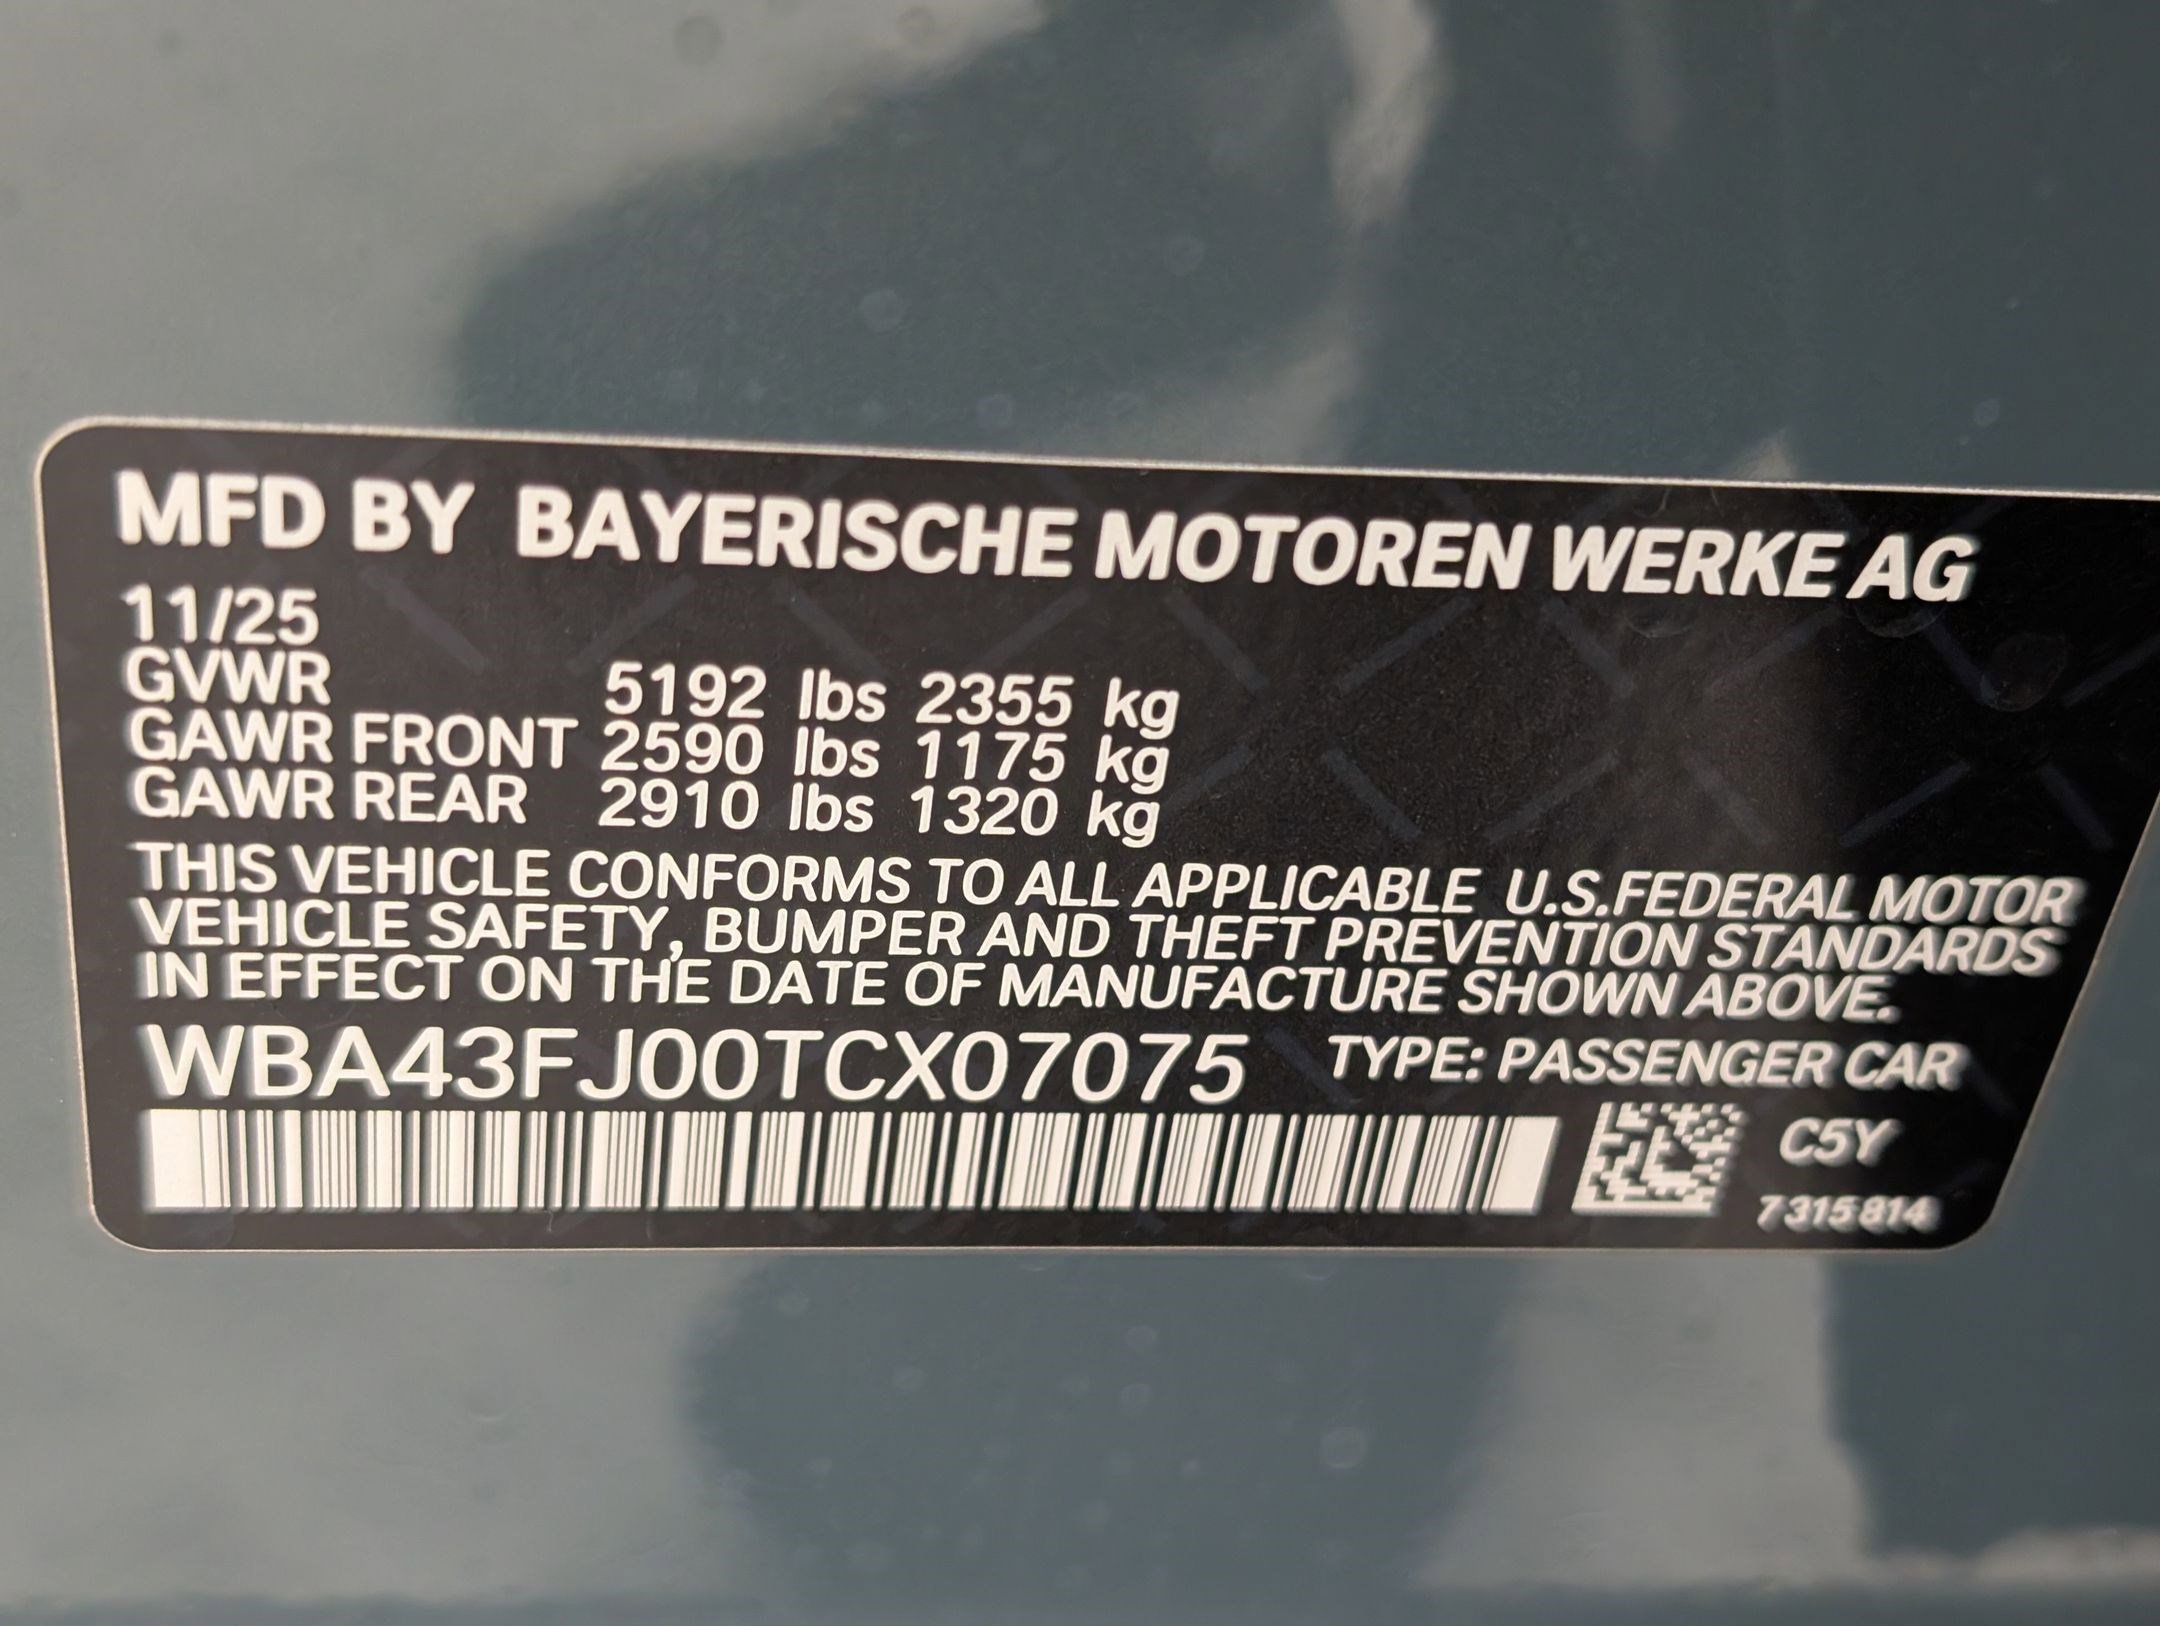 MFD BY BAYERISCHE MOTOREN WERKE AG
11/25
GVWR 5192 lbs 2355 kg
GAWR FRONT 2590 lbs 1175 kg
GAWR REAR 2910 lbs 1320 kg
THIS VEHICLE CONFORMS TO ALL APPLICABLE U.S.FEDERAL MOTOR
VEHICLE SAFETY, BUMPER AND THEFT PREVENTION STANDARDS
IN EFFECT ON THE DATE OF MANUFACTURE SHOWN ABOVE.
WBA43FJ00TCX07075 TYPE: PASSENGER CAR
C5Y
7315814